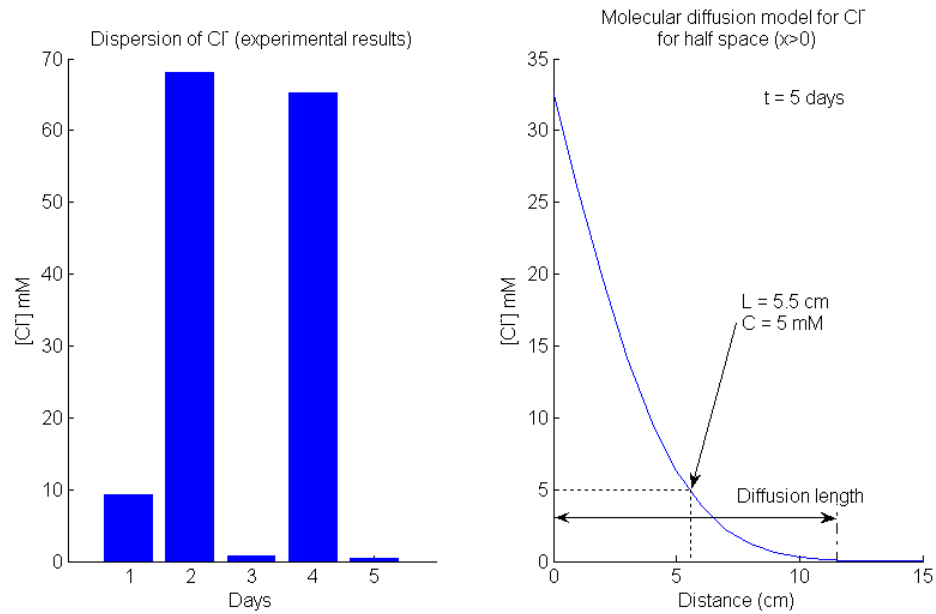 Dispersion of Cl⁻ (experimental results)
70
60
50
40
30
20
10
0
[Cl⁻] mM
1 2 3 4 5
Days
Molecular diffusion model for Cl⁻
for half space (x>0)
35
30
25
20
15
10
5
0
[Cl⁻] mM
t = 5 days
L = 5.5 cm
C = 5 mM
Diffusion length
0 5 10 15
Distance (cm)